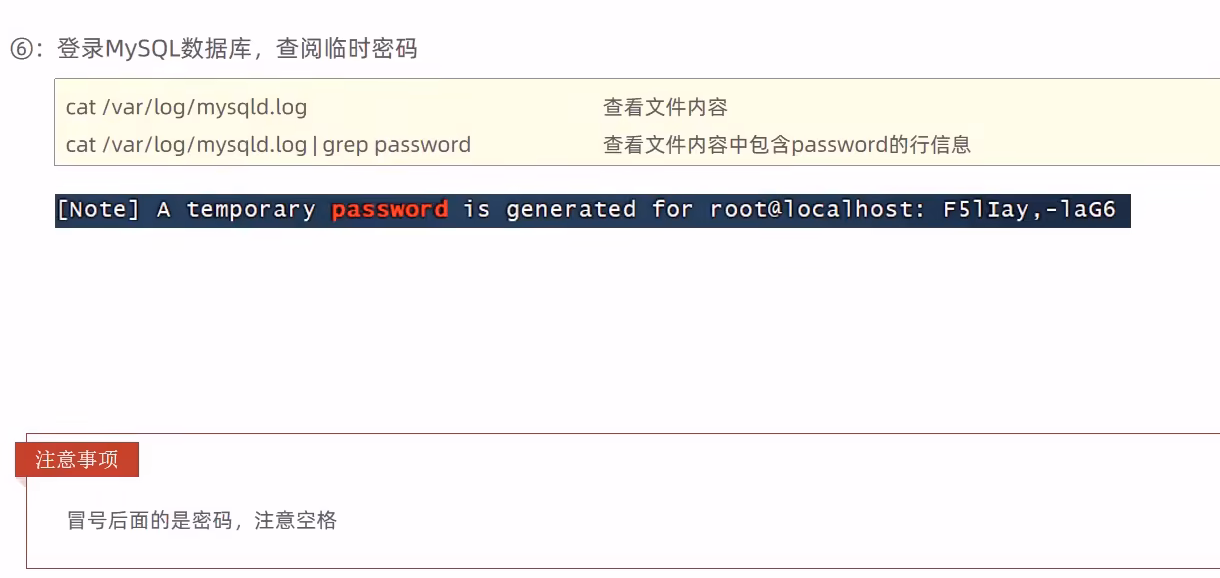 ⑥：登录MySQL数据库，查阅临时密码
cat /var/log/mysqld.log 查看文件内容
cat /var/log/mysqld.log | grep password 查看文件内容中包含password的行信息
[Note] A temporary password is generated for root@localhost: F5lIay,-laG6
注意事项
冒号后面的是密码，注意空格